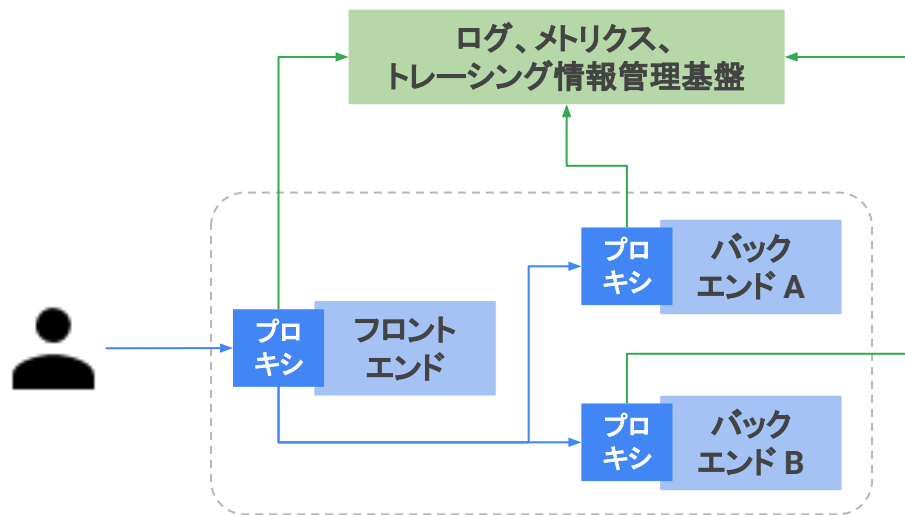 ログ、メトリクス、
トレーシング情報管理基盤
プロ
キシ
バック
エンド A
プロ
キシ
フロント
エンド
プロ
キシ
バック
エンド B